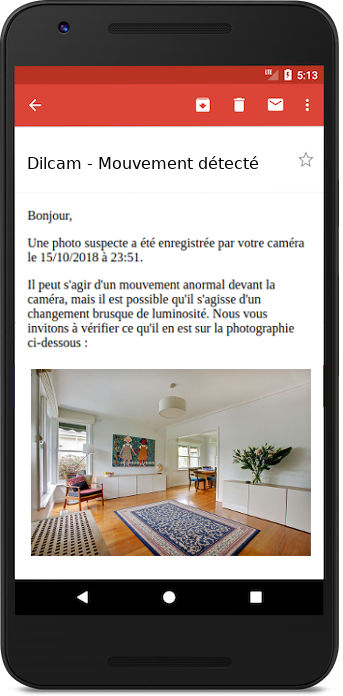 LTE 5:13
Dilcam - Mouvement détecté
Bonjour,
Une photo suspecte a été enregistrée par votre caméra
le 15/10/2018 à 23:51.
Il peut s'agir d'un mouvement anormal devant la
caméra, mais il est possible qu'il s'agisse d'un
changement brusque de luminosité. Nous vous
invitons à vérifier ce qu'il en est sur la photographie
ci-dessous :